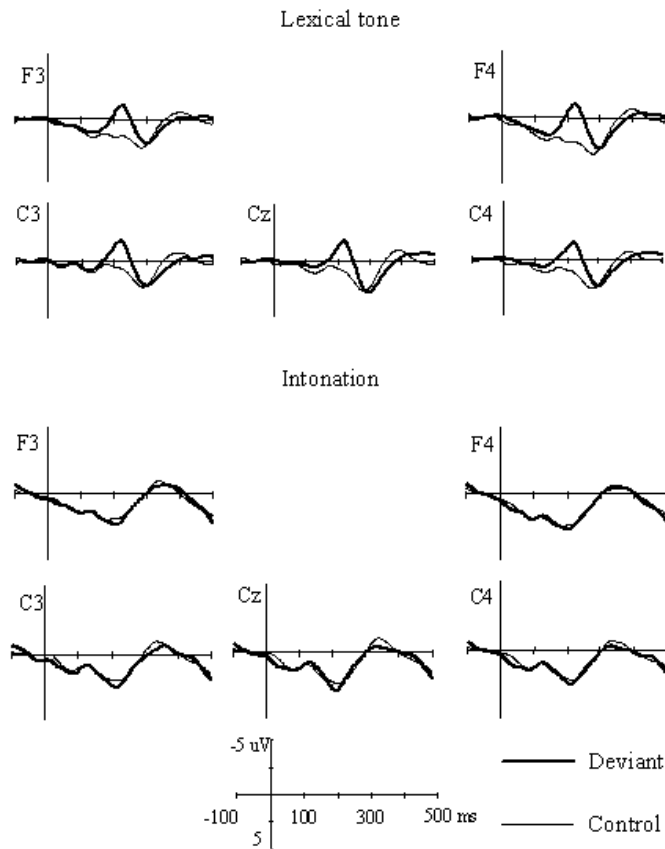 Lexical tone
F3
F4
C3
Cz
C4
Intonation
F3
F4
C3
Cz
C4
-5 uV
Deviant
-100 100 300 500 ms
Control
5